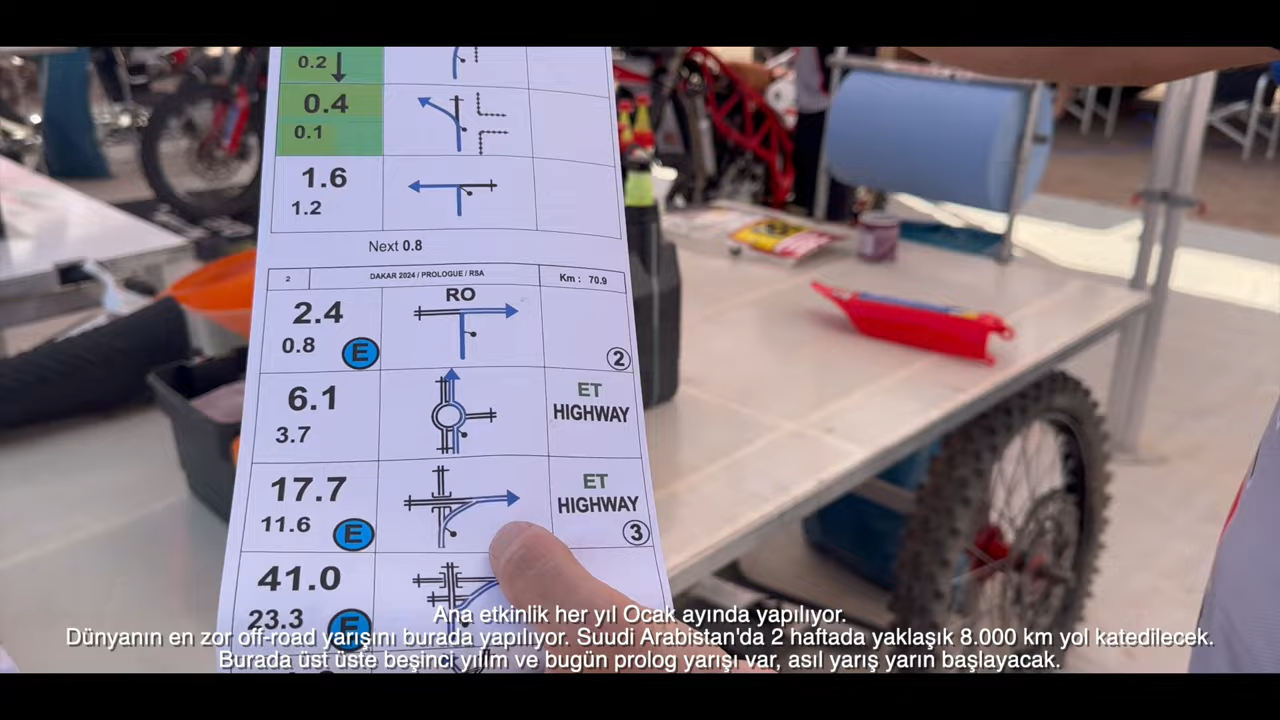 0.2
0.4
0.1
1.6
1.2
Next 0.8
2 DAKAR 2024 / PROLOGUE / RSA Km : 70.9
RO
2.4
0.8 E 2
6.1 ET
HIGHWAY
3.7
17.7 ET
HIGHWAY
11.6 E 3
41.0
23.3 E
Ana etkinlik her yıl Ocak ayında yapılıyor.
Dünyanın en zor off-road yarışını burada yapılıyor. Suudi Arabistan'da 2 haftada yaklaşık 8.000 km yol katedilecek.
Burada üst üste beşinci yılim ve bugün prolog yarışı var, asıl yarış yarın başlayacak.